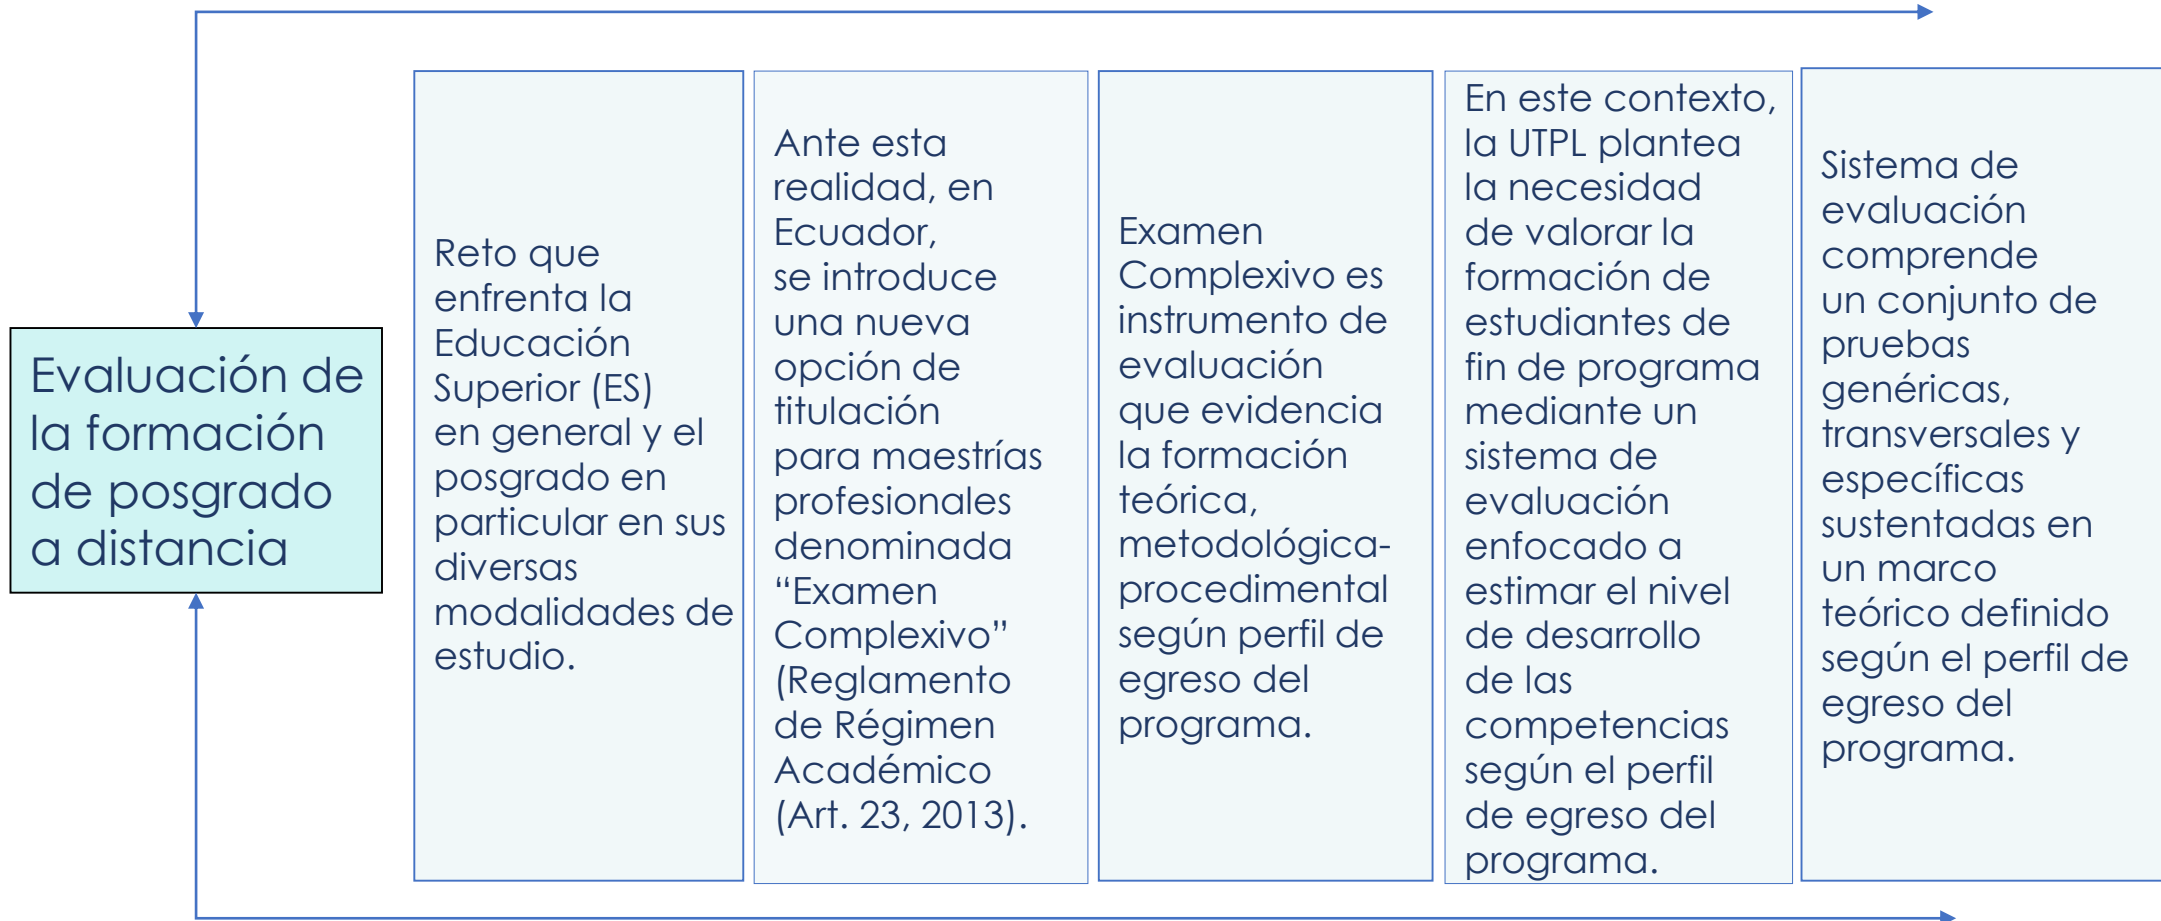 Evaluación de
la formación
de posgrado
a distancia
Reto que
enfrenta la
Educación
Superior (ES)
en general y el
posgrado en
particular en sus
diversas
modalidades de
estudio.
Ante esta
realidad, en
Ecuador,
se introduce
una nueva
opción de
titulación
para maestrías
profesionales
denominada
“Examen
Complexivo”
(Reglamento
de Régimen
Académico
(Art. 23, 2013).
Examen
Complexivo es
instrumento de
evaluación
que evidencia
la formación
teórica,
metodológica-
procedimental
según perfil de
egreso del
programa.
En este contexto,
la UTPL plantea
la necesidad
de valorar la
formación de
estudiantes de
fin de programa
mediante un
sistema de
evaluación
enfocado a
estimar el nivel
de desarrollo
de las
competencias
según el perfil
de egreso del
programa.
Sistema de
evaluación
comprende
un conjunto de
pruebas
genéricas,
transversales y
específicas
sustentadas en
un marco
teórico definido
según el perfil de
egreso del
programa.